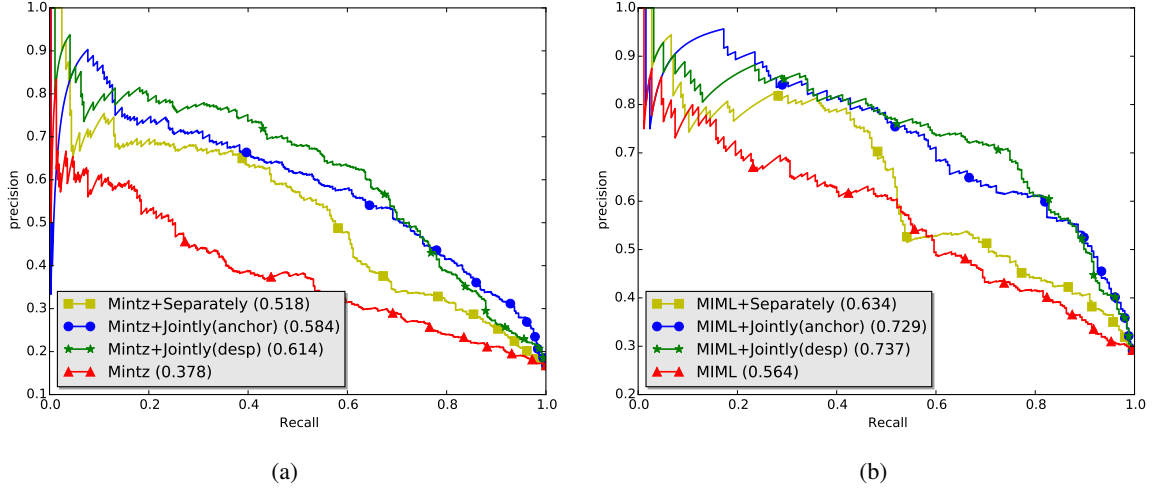 1.0
0.9
0.8
0.7
0.6
0.5
0.4
0.3
0.2
0.1
0.0 0.2 0.4 0.6 0.8 1.0
precision
Recall
Mintz+Separately (0.518)
Mintz+Jointly(anchor) (0.584)
Mintz+Jointly(desp) (0.614)
Mintz (0.378)
(a)
1.0
0.9
0.8
0.7
0.6
0.5
0.4
0.3
0.2
0.0 0.2 0.4 0.6 0.8 1.0
precision
Recall
MIML+Separately (0.634)
MIML+Jointly(anchor) (0.729)
MIML+Jointly(desp) (0.737)
MIML (0.564)
(b)